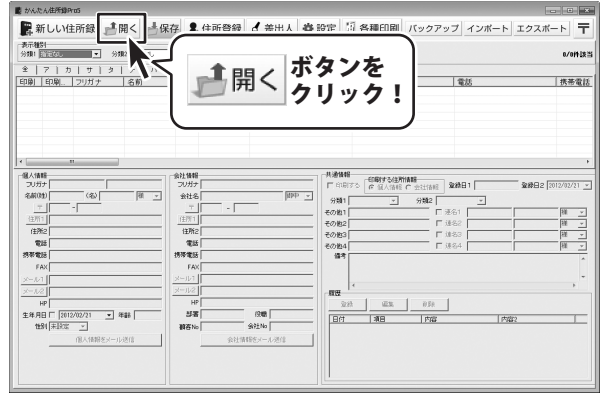 かんたん住所録Pro5
新しい住所録 開く 保存 住所登録 差出人 設定 各種印刷 バックアップ インポート エクスポート 〒
表示種別
分類1 指定なし 分類2
0/0件該当
開く ボタンを
クリック!
全 ア カ サ タ
印刷 印刷... フリガナ 名前 電話 携帯電話
個人情報 会社情報 共通情報
フリガナ フリガナ 印刷する 印刷する住所情報 個人情報 会社情報 登録日1 登録日2 2012/02/21
名前(姓) (名) 様 会社名 御中 分類1 分類2
〒 - 〒 - その他1 連名1 様
住所1 住所1 その他2 連名2 様
住所2 住所2 その他3 連名3 様
電話 電話 その他4 連名4 様
携帯電話 携帯電話 備考
FAX FAX
メール1 メール1
メール2 メール2 履歴
HP HP 登録 編集 削除
生年月日 2012/02/21 年齢 部署 役職 日付 項目 内容 内容2
性別 未設定 顧客No 会社No
個人情報をメール送信 会社情報をメール送信